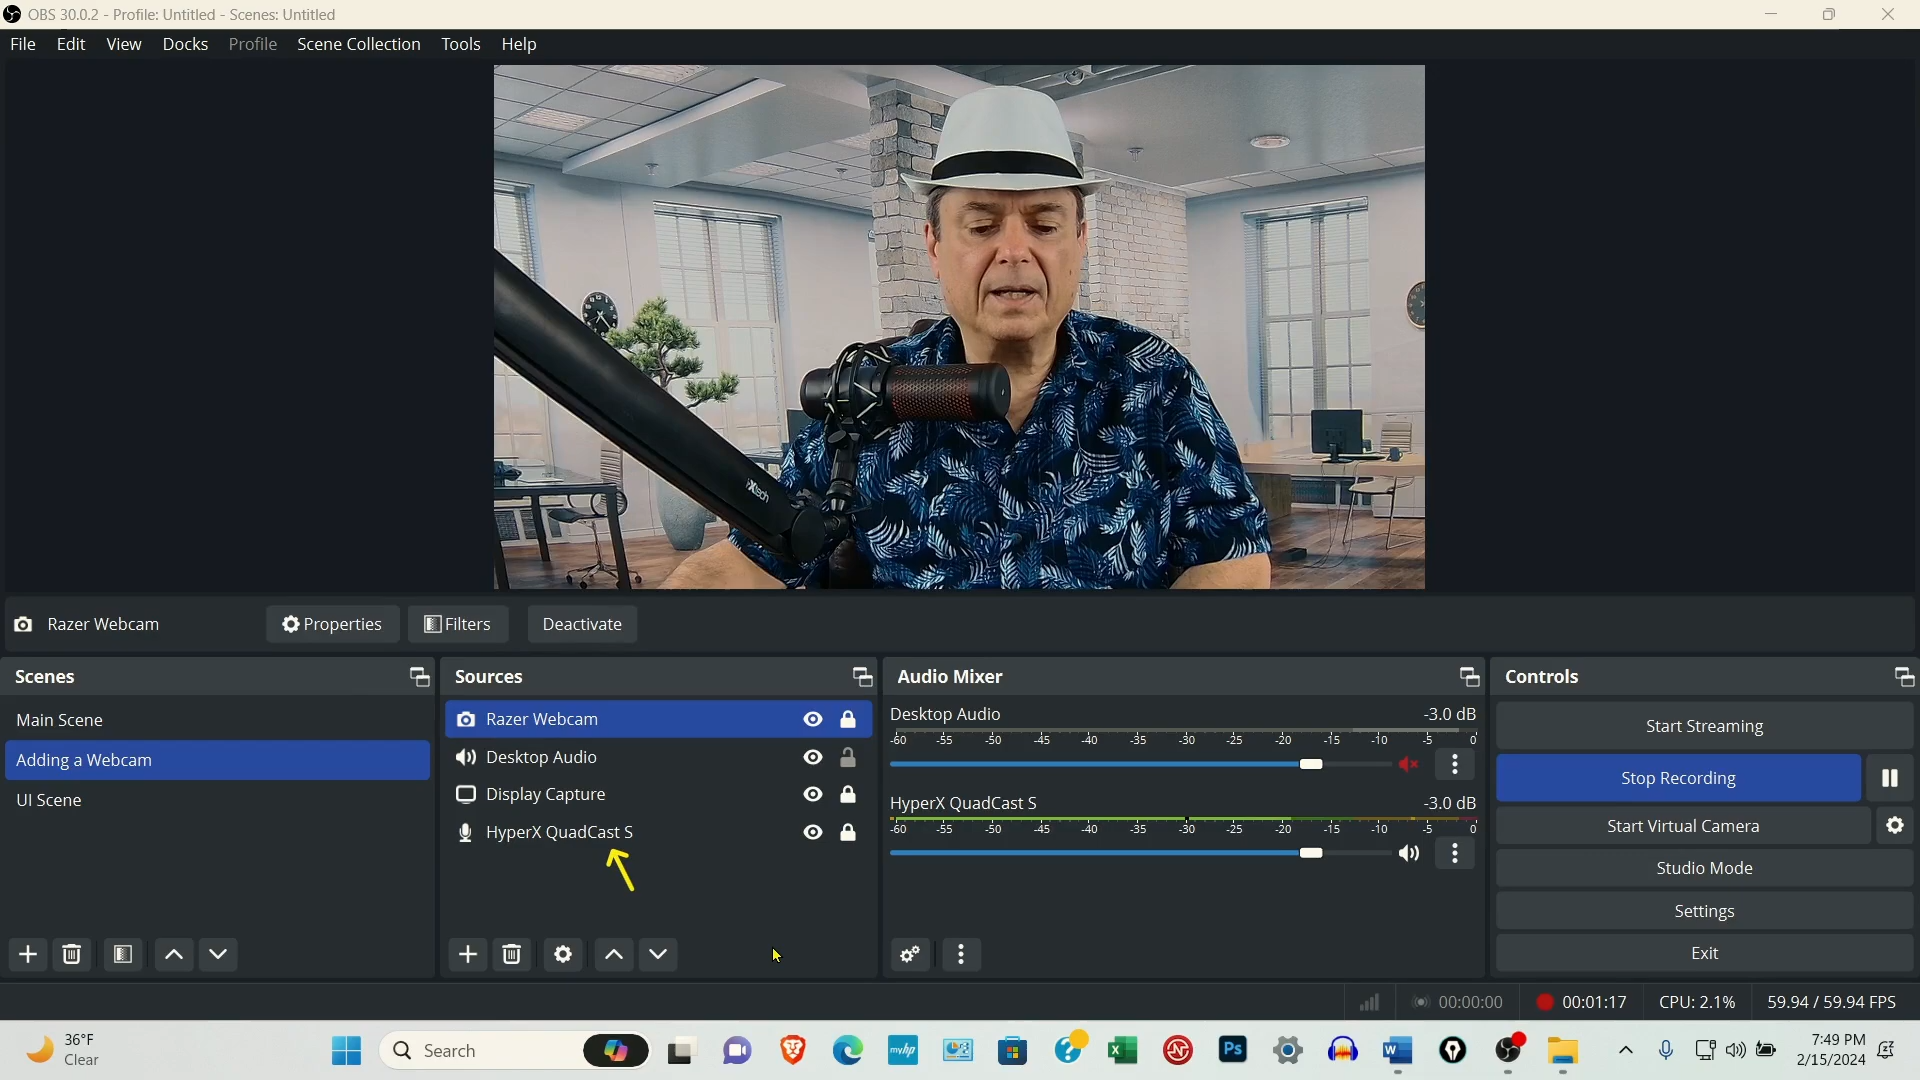 OBS 30.0.2 - Profile: Untitled - Scenes: Untitled
File Edit View Docks Profile Scene Collection Tools Help
Razer Webcam Properties Filters Deactivate
Scenes
Main Scene
Adding a Webcam
UI Scene
Sources
Razer Webcam
Desktop Audio
Display Capture
HyperX QuadCast S
Audio Mixer
Desktop Audio -3.0 dB
-60 -55 -50 -45 -40 -35 -30 -25 -20 -15 -10 -5 0
HyperX QuadCast S -3.0 dB
-60 -55 -50 -45 -40 -35 -30 -25 -20 -15 -10 -5 0
Controls
Start Streaming
Stop Recording
Start Virtual Camera
Studio Mode
Settings
Exit
00:00:00 00:01:17 CPU: 2.1% 59.94 / 59.94 FPS
36°F
Clear
Search
myhp
Ps
7:49 PM
2/15/2024